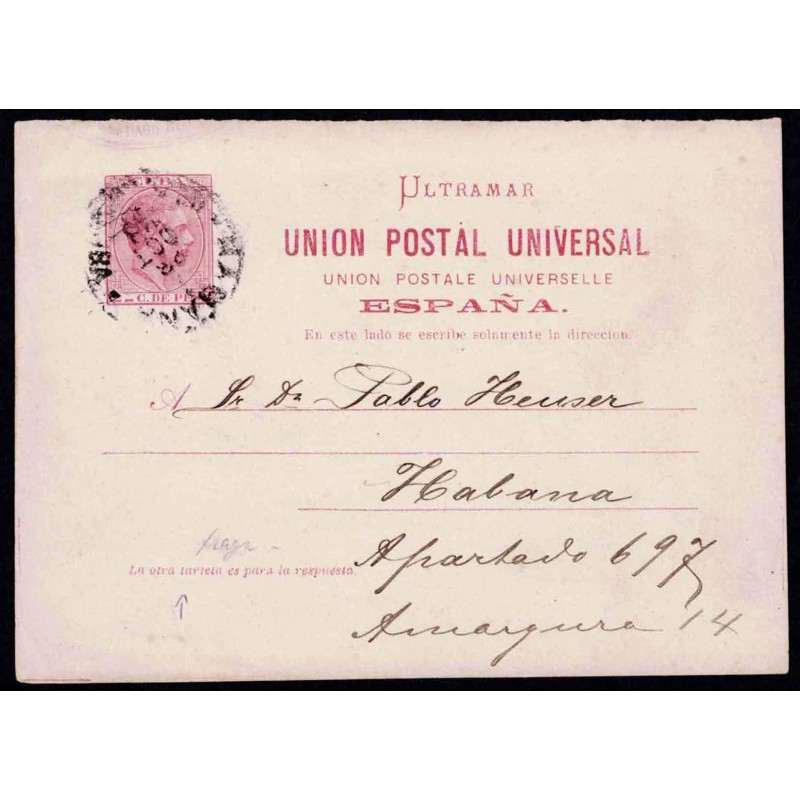 ULTRAMAR
UNION POSTAL UNIVERSAL
UNION POSTALE UNIVERSELLE
ESPAÑA.
En este lado se escribe solamente la direccion.
C. DE P
A Sr Dn Pablo Heuser
Habana
Apartado 697
Amargura 14
La otra tarjeta es para la respuesta.